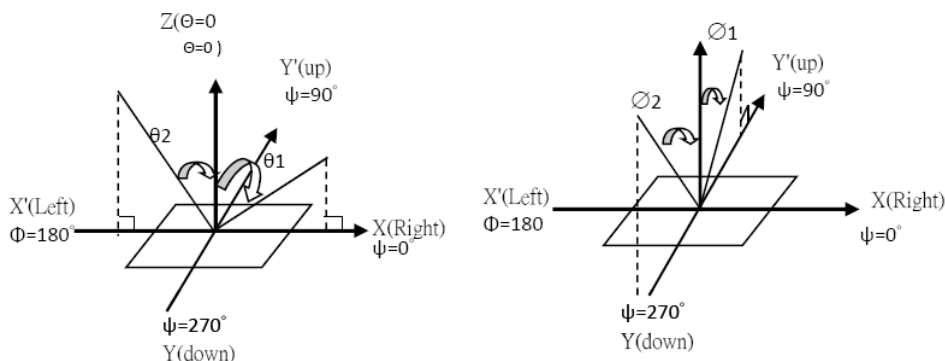 Z(Θ=0
Θ=0 )
Y'(up)
ψ=90°
θ2
θ1
X'(Left)
Φ=180°
X(Right)
ψ=0°
ψ=270°
Y(down)
∅1
Y'(up)
ψ=90°
∅2
X'(Left)
Φ=180
X(Right)
ψ=0°
ψ=270°
Y(down)